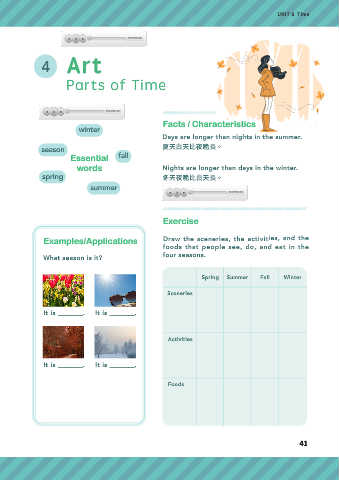 UNIT 5 Time
4
Art
Parts of Time
winter
season
Essential
words
fall
spring
summer
Facts / Characteristics
Days are longer than nights in the summer.
夏天白天比夜晚長。
Nights are longer than days in the winter.
冬天夜晚比白天長。
Exercise
Draw the sceneries, the activities, and the
foods that people see, do, and eat in the
four seasons.
Examples/Applications
What season is it?
It is ______. It is ______.
It is ______. It is ______.
Spring Summer Fall Winter
Sceneries
Activities
Foods
41